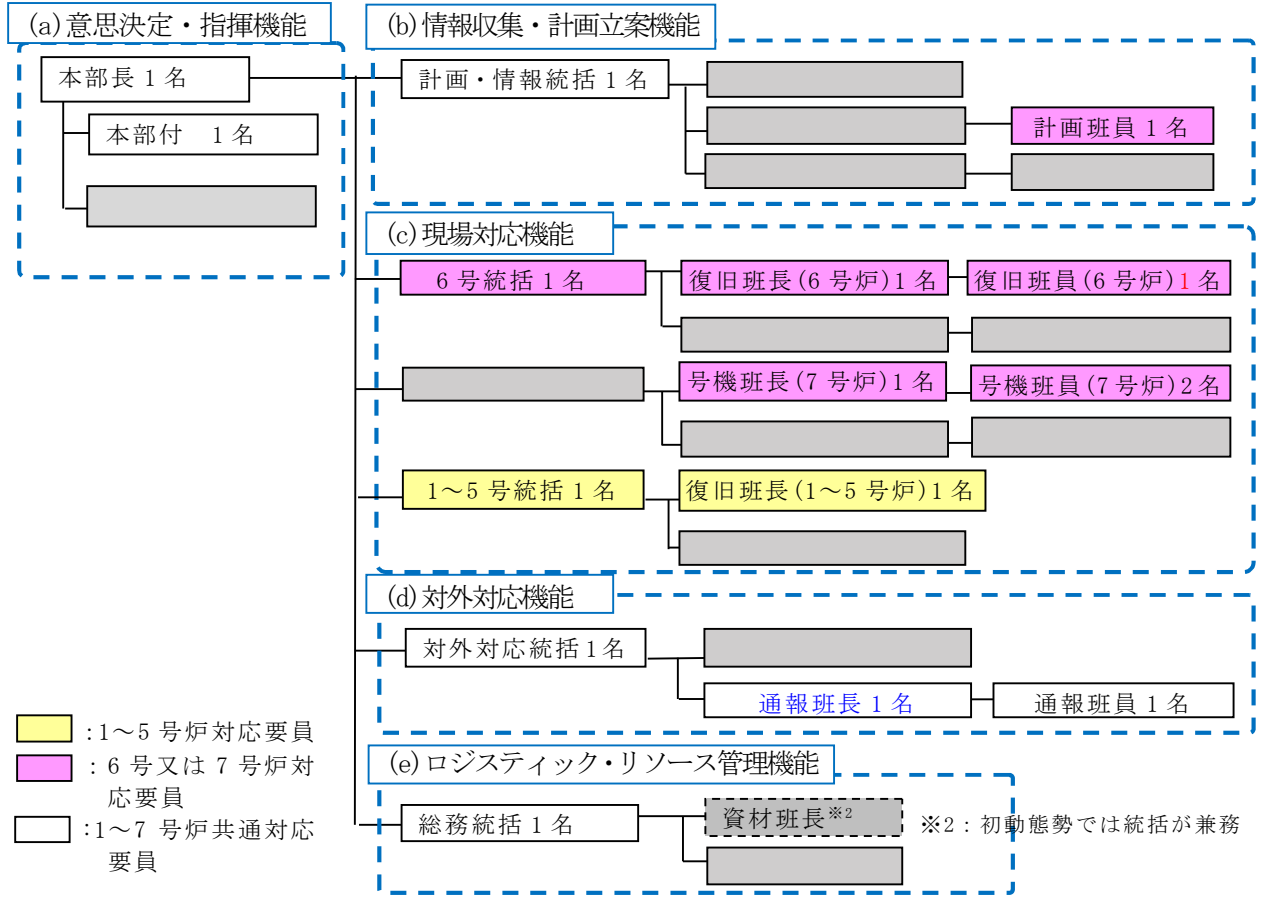 (a)意思決定・指揮機能
本部長 1 名
本部付　1 名
(b)情報収集・計画立案機能
計画・情報統括 1 名
計画班員 1 名
(c)現場対応機能
6 号統括 1 名
復旧班長(6 号炉)1 名
復旧班員(6 号炉)1 名
号機班長(7 号炉)1 名
号機班員(7 号炉)2 名
1～5 号統括 1 名
復旧班長(1～5 号炉)1 名
(d)対外対応機能
対外対応統括 1 名
通報班長 1 名
通報班員 1 名
(e)ロジスティック・リソース管理機能
総務統括 1 名
資材班長※2
※2：初動態勢では統括が兼務
:1～5 号炉対応要員
: 6 号又は 7 号炉対
応要員
:1～7 号炉共通対応
要員